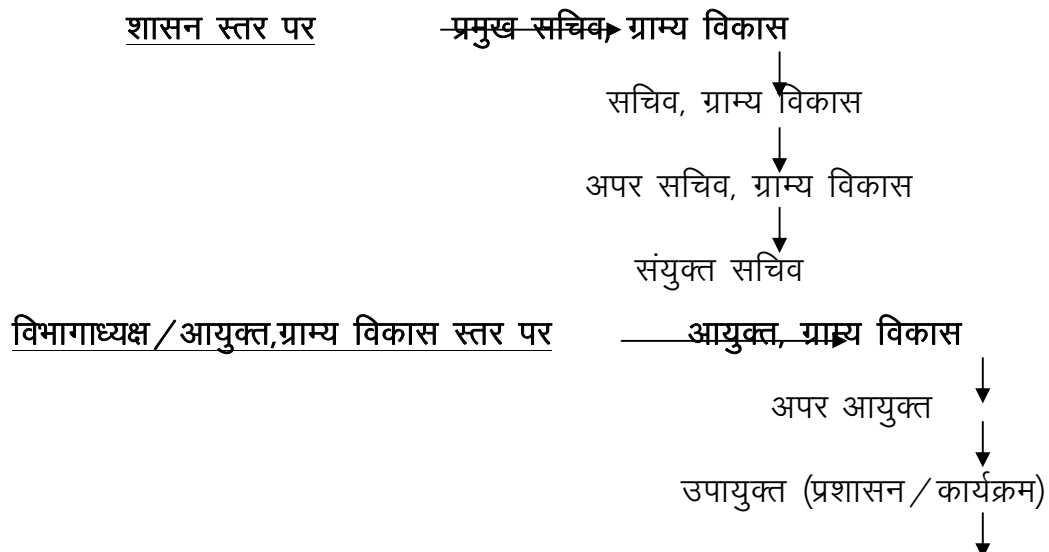 शासन स्तर पर प्रमुख सचिव, ग्राम्य विकास
सचिव, ग्राम्य विकास
अपर सचिव, ग्राम्य विकास
संयुक्त सचिव
विभागाध्यक्ष/आयुक्त,ग्राम्य विकास स्तर पर आयुक्त, ग्राम्य विकास
अपर आयुक्त
उपायुक्त (प्रशासन/कार्यक्रम)